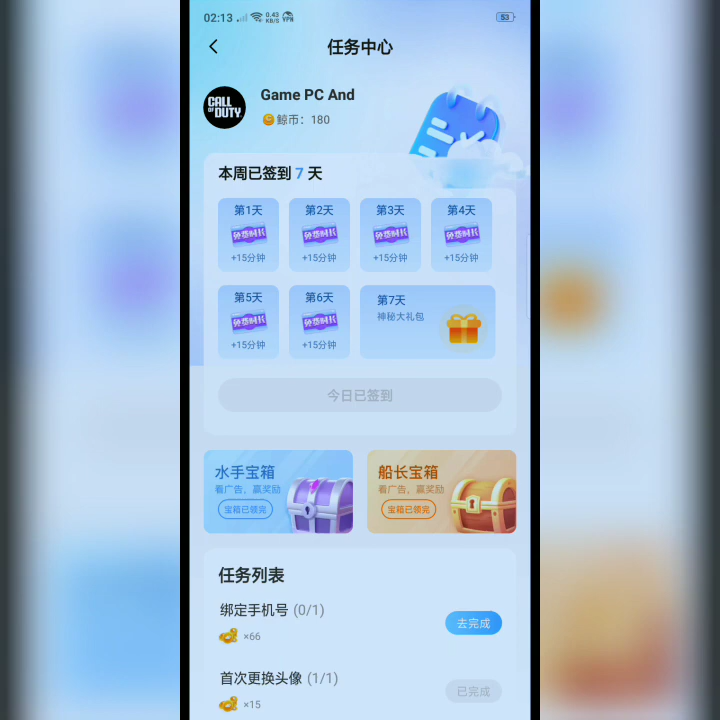 02:13
0.43
KB/S
VPN
53
任务中心
CALL
OF
DUTY
Game PC And
鲸币：180
本周已签到 7 天
第1天
第2天
第3天
第4天
免费时长
免费时长
免费时长
免费时长
+15分钟
+15分钟
+15分钟
+15分钟
第5天
第6天
第7天
神秘大礼包
免费时长
免费时长
+15分钟
+15分钟
今日已签到
水手宝箱
看广告，赢奖励
宝箱已领完
船长宝箱
看广告，赢奖励
宝箱已领完
任务列表
绑定手机号 (0/1)
×66
去完成
首次更换头像 (1/1)
×15
已完成